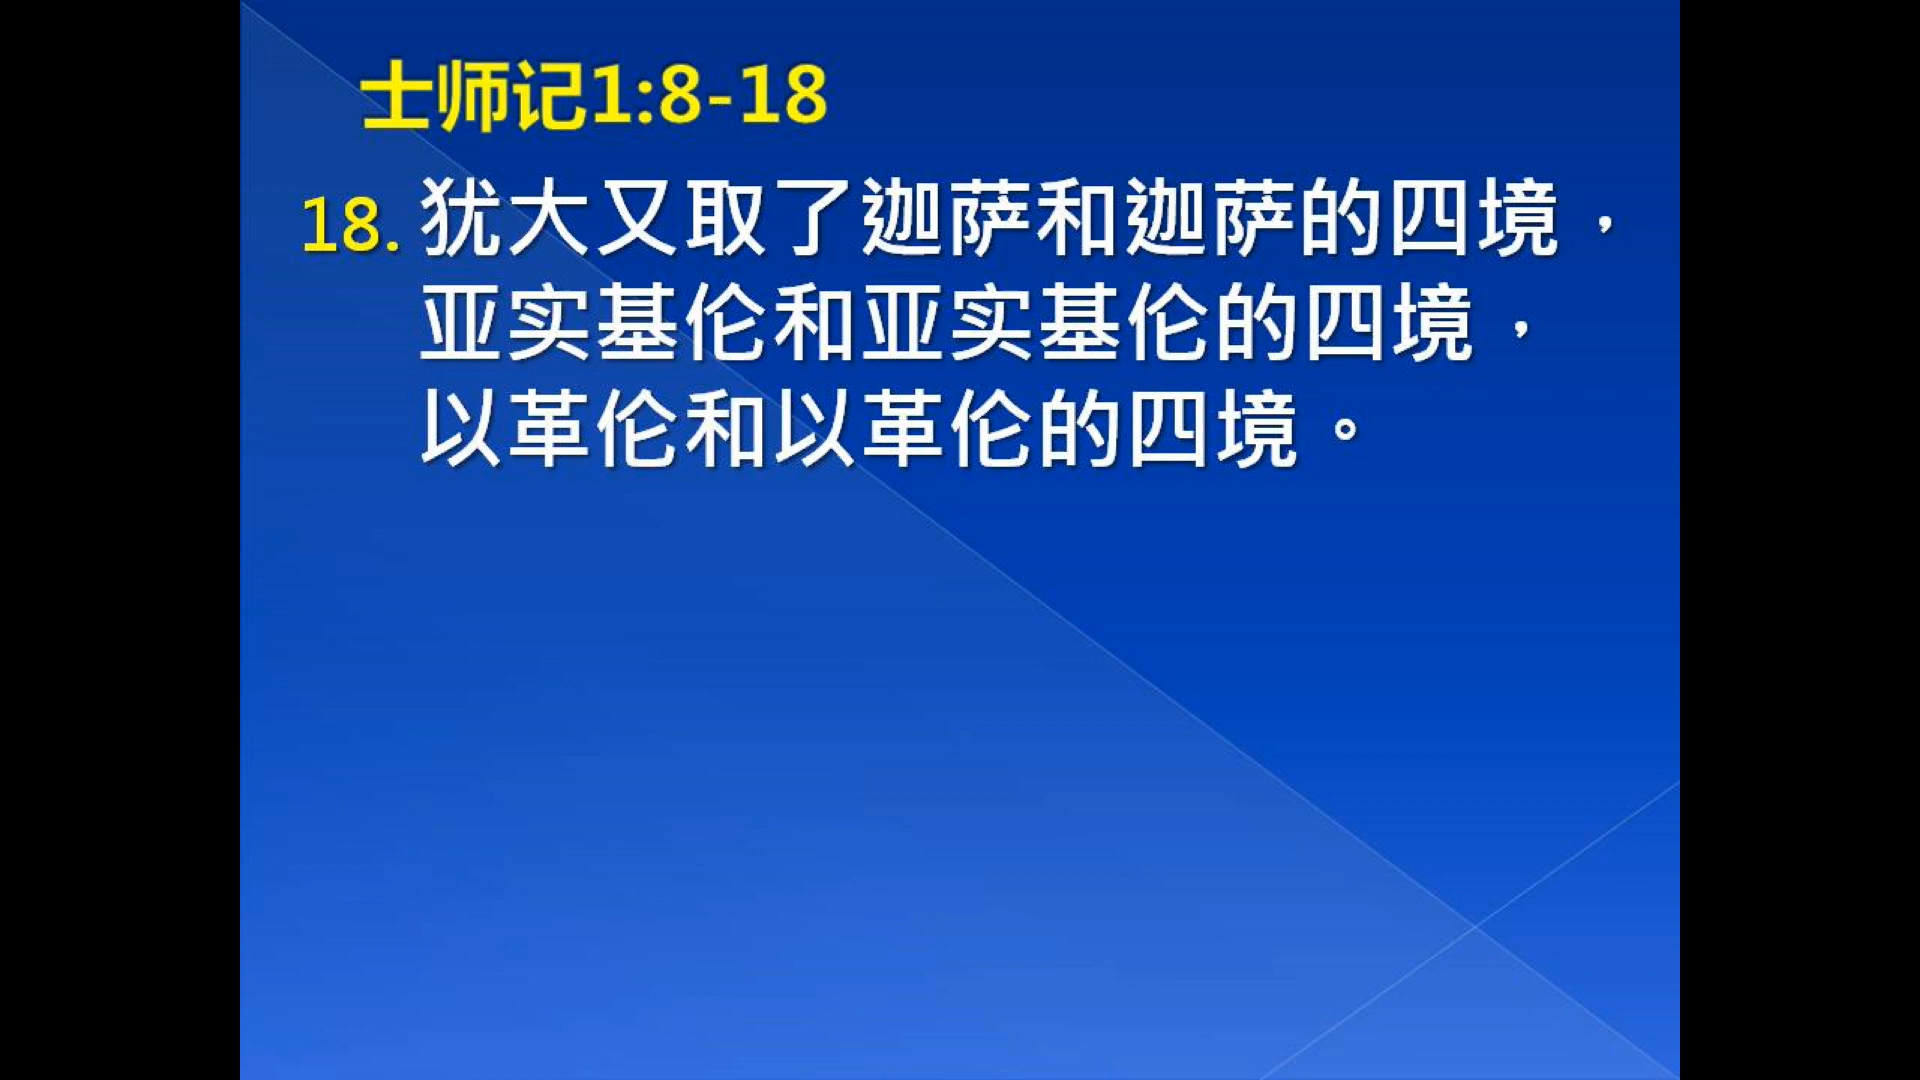 士师记1:8-18
18. 犹大又取了迦萨和迦萨的四境，
亚实基伦和亚实基伦的四境，
以革伦和以革伦的四境。